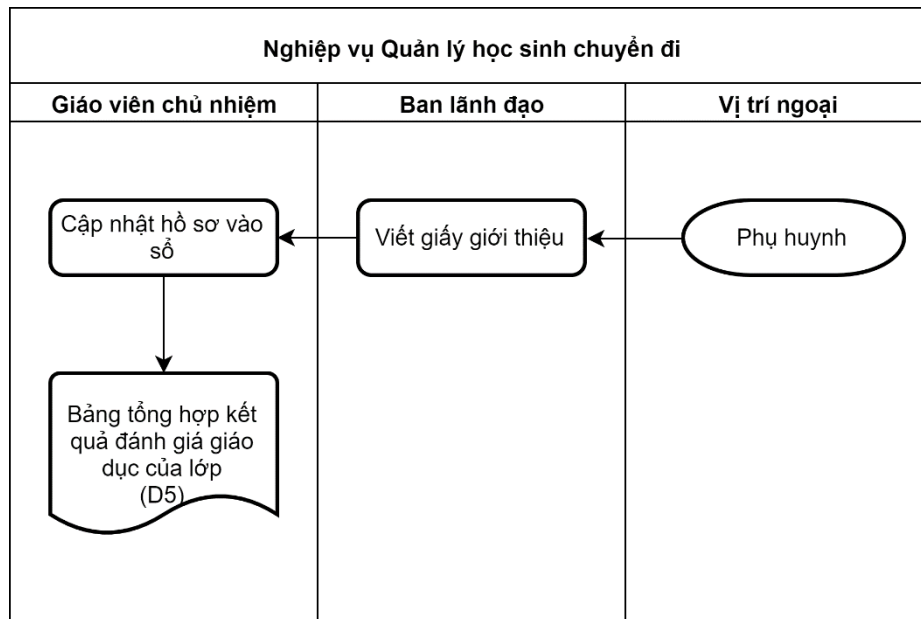 Nghiệp vụ Quản lý học sinh chuyển đi
Giáo viên chủ nhiệm
Ban lãnh đạo
Vị trí ngoại
Cập nhật hồ sơ vào
sổ
Viết giấy giới thiệu
Phụ huynh
Bảng tổng hợp kết
quả đánh giá giáo
dục của lớp
(D5)